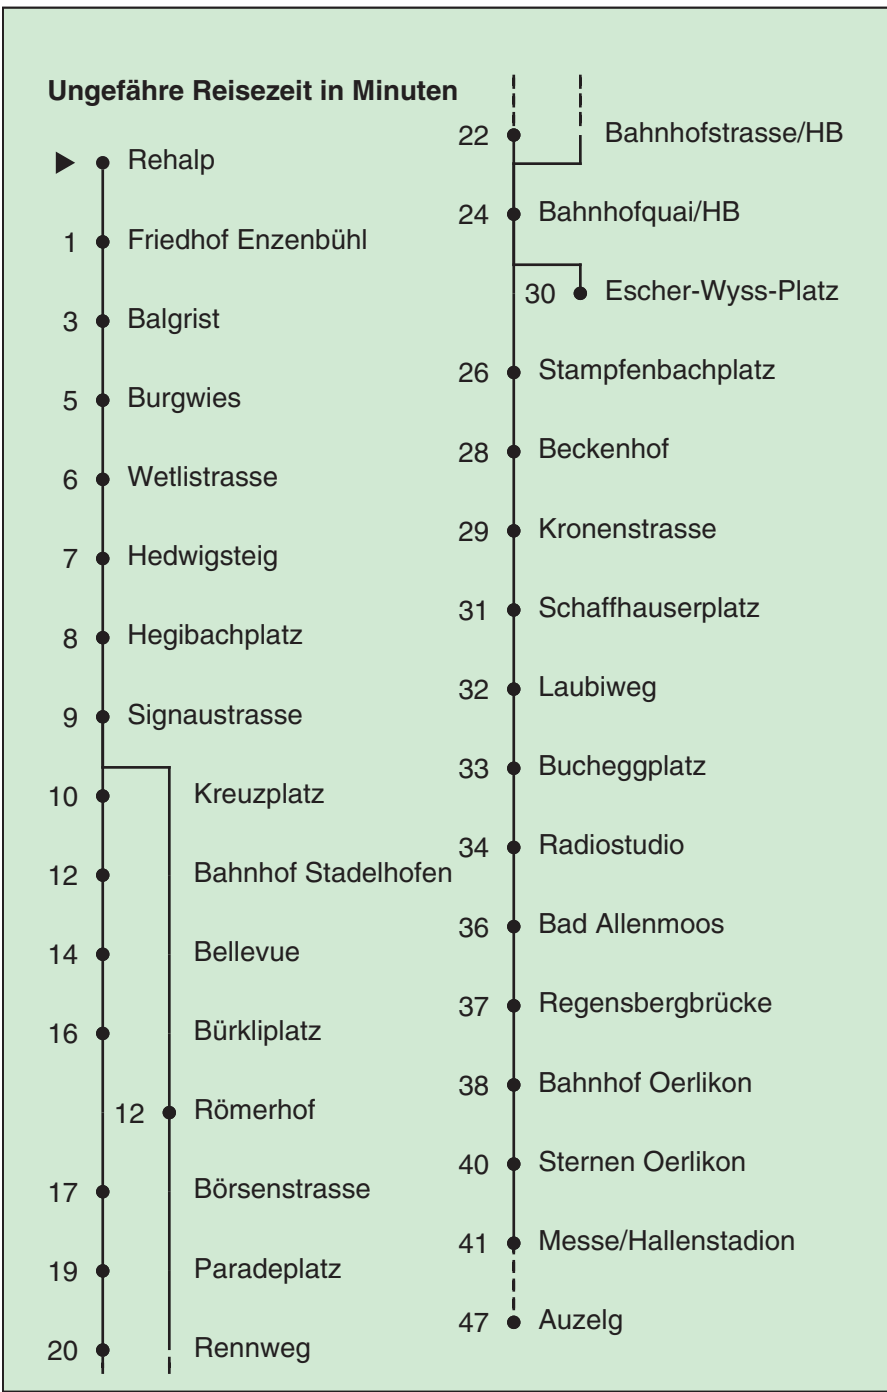 Ungefähre Reisezeit in Minuten
Rehalp
1 Friedhof Enzenbühl
3 Balgrist
5 Burgwies
6 Wetlistrasse
7 Hedwigsteig
8 Hegibachplatz
9 Signaustrasse
10 Kreuzplatz
12 Bahnhof Stadelhofen
14 Bellevue
16 Bürkliplatz
12 Römerhof
17 Börsenstrasse
19 Paradeplatz
20 Rennweg
22 Bahnhofstrasse/HB
24 Bahnhofquai/HB
30 Escher-Wyss-Platz
26 Stampfenbachplatz
28 Beckenhof
29 Kronenstrasse
31 Schaffhauserplatz
32 Laubiweg
33 Bucheggplatz
34 Radiostudio
36 Bad Allenmoos
37 Regensbergbrücke
38 Bahnhof Oerlikon
40 Sternen Oerlikon
41 Messe/Hallenstadion
47 Auzelg